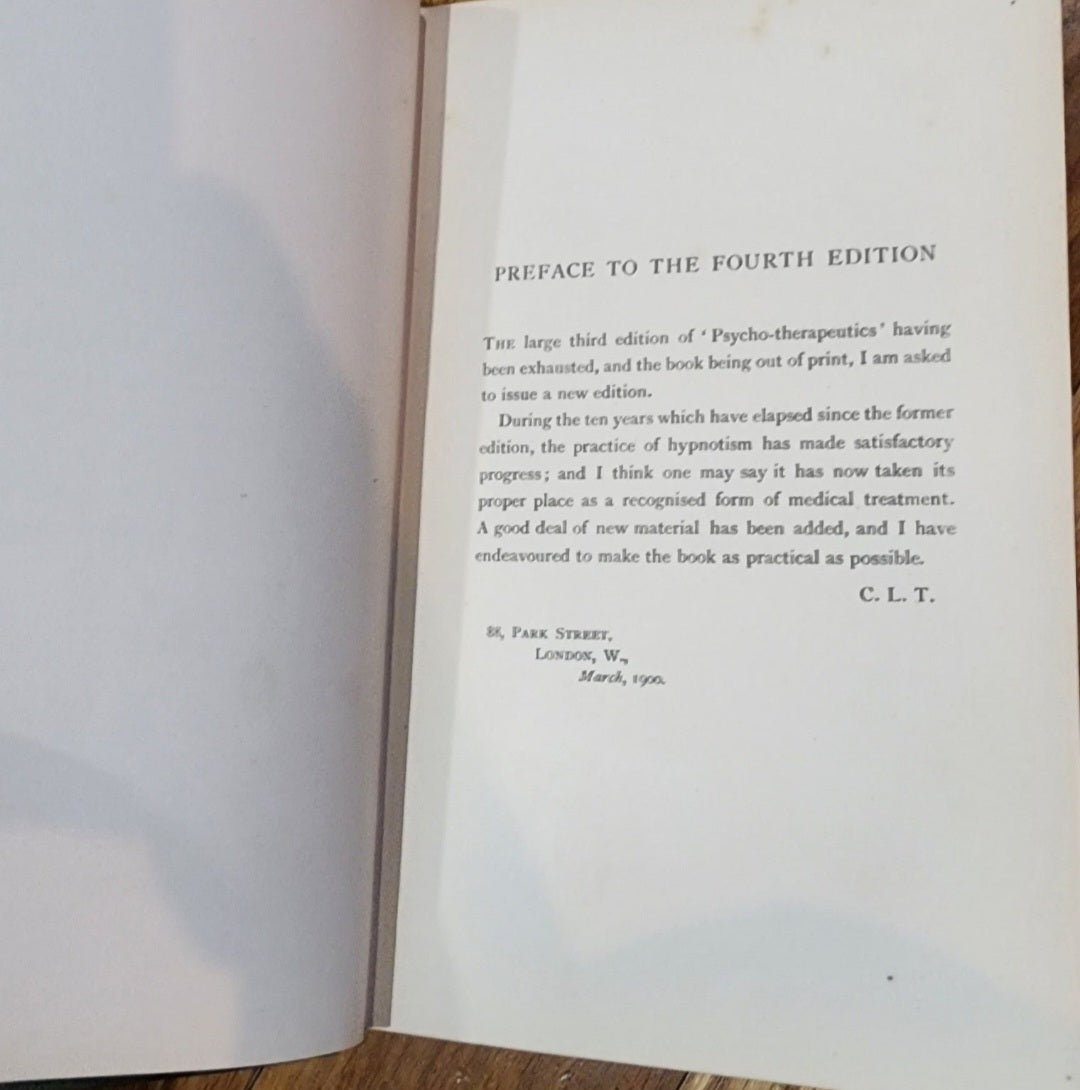 PREFACE TO THE FOURTH EDITION
THE large third edition of ‘Psycho-therapeutics’ having
been exhausted, and the book being out of print, I am asked
to issue a new edition.
During the ten years which have elapsed since the former
edition, the practice of hypnotism has made satisfactory
progress; and I think one may say it has now taken its
proper place as a recognised form of medical treatment.
A good deal of new material has been added, and I have
endeavoured to make the book as practical as possible.
C. L. T.
PARK STREET,
LONDON, W.,
March, 1900.